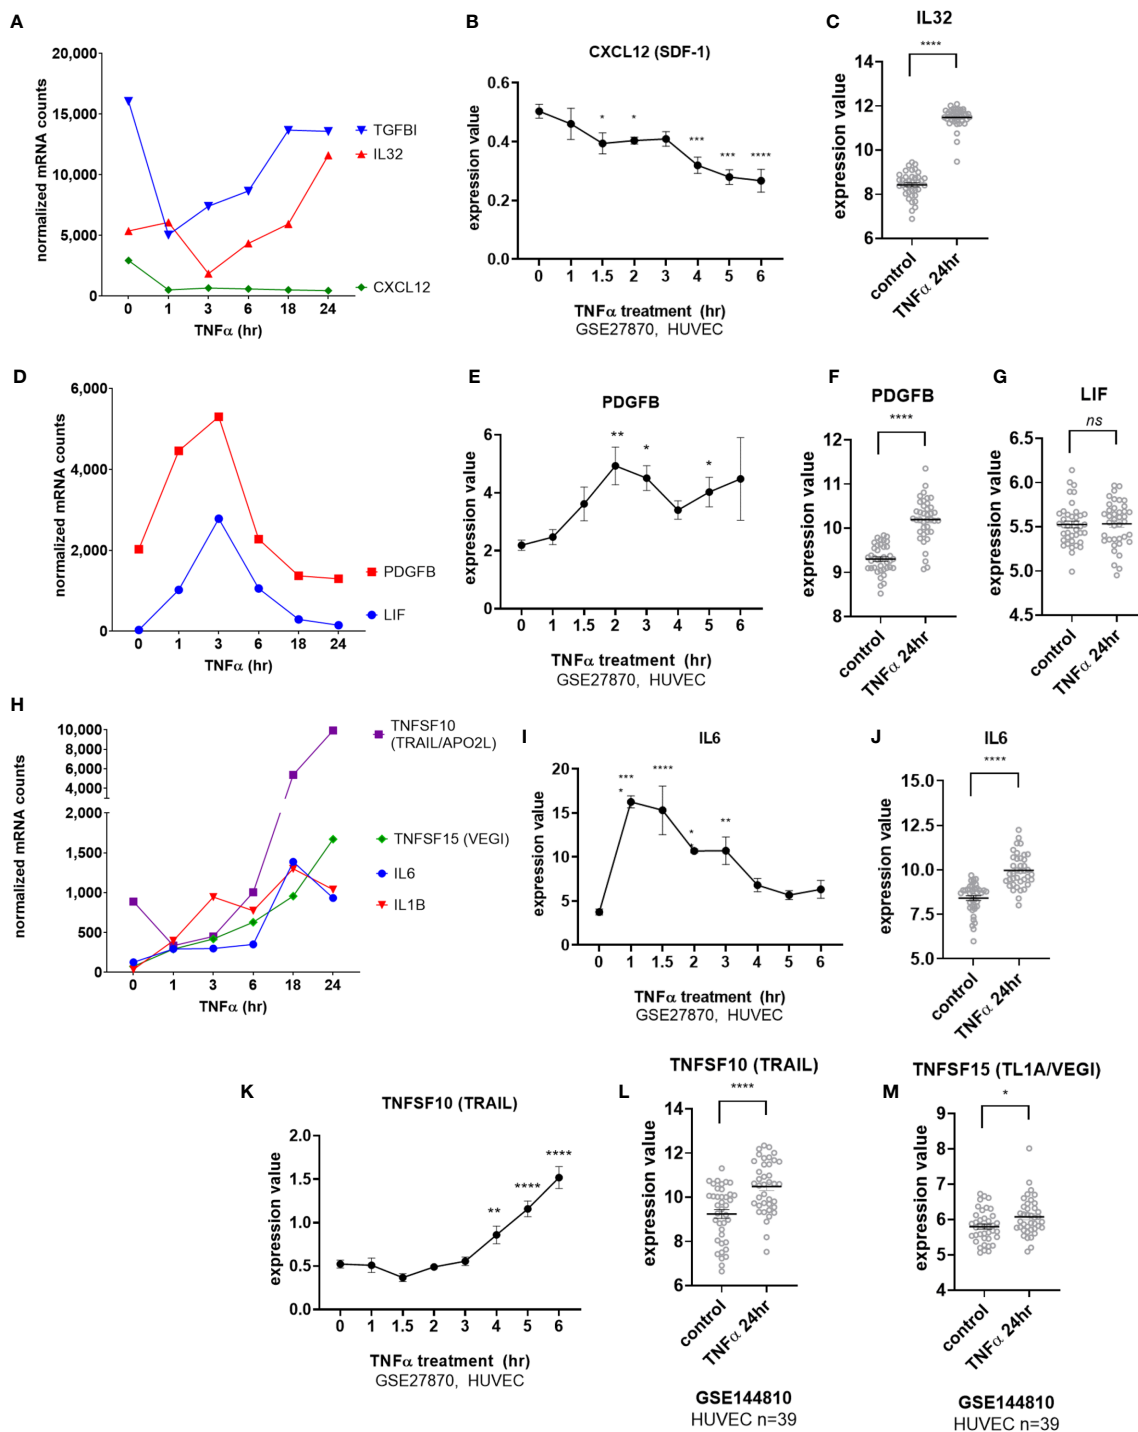 A
20,000
15,000
10,000
5,000
0
normalized mRNA counts
0 1 3 6 18 24
TNFα (hr)
TGFBI
IL32
CXCL12
B
CXCL12 (SDF-1)
0.6
0.4
0.2
0.0
expression value
* * *** *** ****
0 1 1.5 2 3 4 5 6
TNFα treatment (hr)
GSE27870, HUVEC
C
IL32
****
14
12
10
8
6
expression value
control
TNFα 24hr
D
6,000
4,000
2,000
0
normalized mRNA counts
0 1 3 6 18 24
TNFα (hr)
PDGFB
LIF
E
PDGFB
6
4
2
0
expression value
** * *
0 1 1.5 2 3 4 5 6
TNFα treatment (hr)
GSE27870, HUVEC
F
PDGFB
****
12
11
10
9
8
expression value
control
TNFα 24hr
G
LIF
ns
6.5
6.0
5.5
5.0
4.5
expression value
control
TNFα 24hr
H
10,000
8,000
6,000
4,000
2,000
1,500
1,000
500
0
normalized mRNA counts
0 1 3 6 18 24
TNFα (hr)
TNFSF10
(TRAIL/APO2L)
TNFSF15 (VEGI)
IL6
IL1B
I
IL6
20
15
10
5
0
expression value
*** ****
* * **
0 1 1.5 2 3 4 5 6
TNFα treatment (hr)
GSE27870, HUVEC
J
IL6
****
15.0
12.5
10.0
7.5
5.0
expression value
control
TNFα 24hr
K
TNFSF10 (TRAIL)
2.0
1.5
1.0
0.5
0.0
expression value
** **** ****
0 1 1.5 2 3 4 5 6
TNFα treatment (hr)
GSE27870, HUVEC
L
TNFSF10 (TRAIL)
****
14
12
10
8
6
expression value
control
TNFα 24hr
GSE144810
HUVEC n=39
M
TNFSF15 (TL1A/VEGI)
*
9
8
7
6
5
4
expression value
control
TNFα 24hr
GSE144810
HUVEC n=39